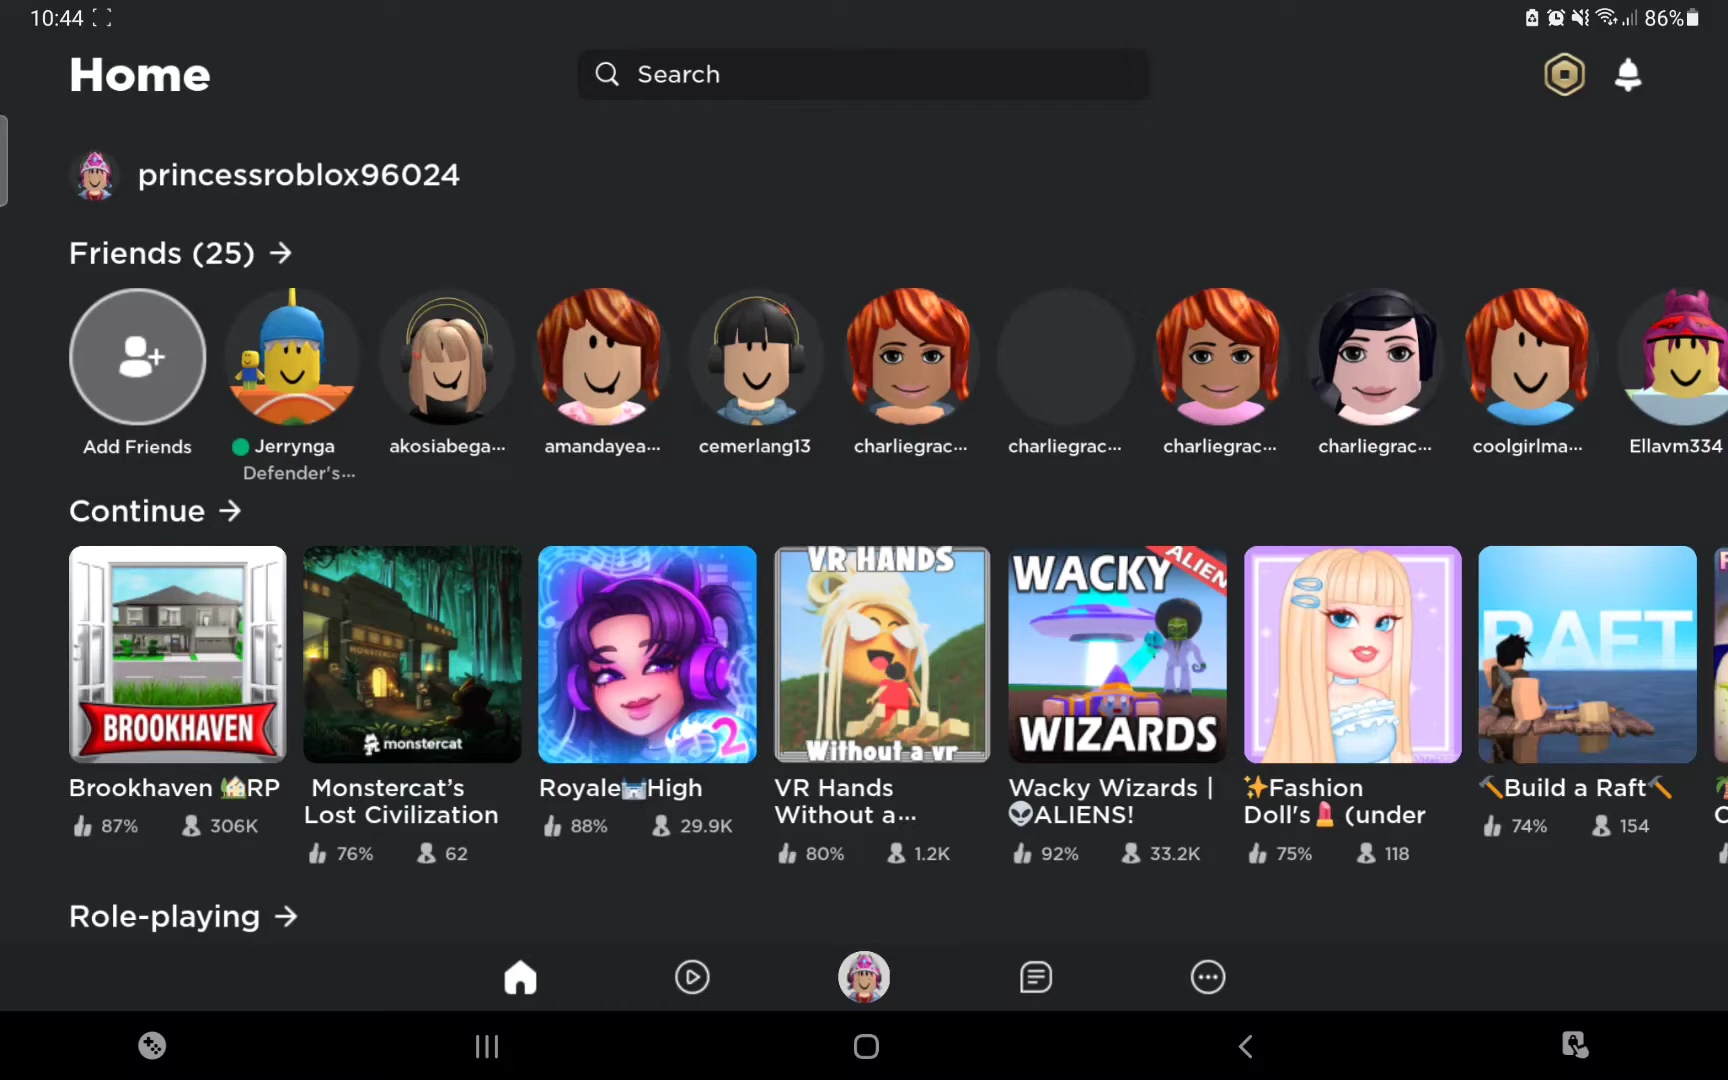 10:44
86%
Home
Search
princessroblox96024
Friends (25) →
Add Friends
Jerrynga
Defender's...
akosiabega...
amandayea...
cemerlang13
charliegrac...
charliegrac...
charliegrac...
charliegrac...
coolgirlma...
Ellavm334
Continue →
BROOKHAVEN
MONSTERCAT
monstercat
2
VR HANDS
Without a vr
WACKY
ALIEN
WIZARDS
RAFT
Brookhaven 🏡RP
87% 306K
Monstercat’s
Lost Civilization
76% 62
Royale🏰High
88% 29.9K
VR Hands
Without a...
80% 1.2K
Wacky Wizards |
👽ALIENS!
92% 33.2K
✨Fashion
Doll's💄 (under
75% 118
🔨Build a Raft🔨
74% 154
Role-playing →